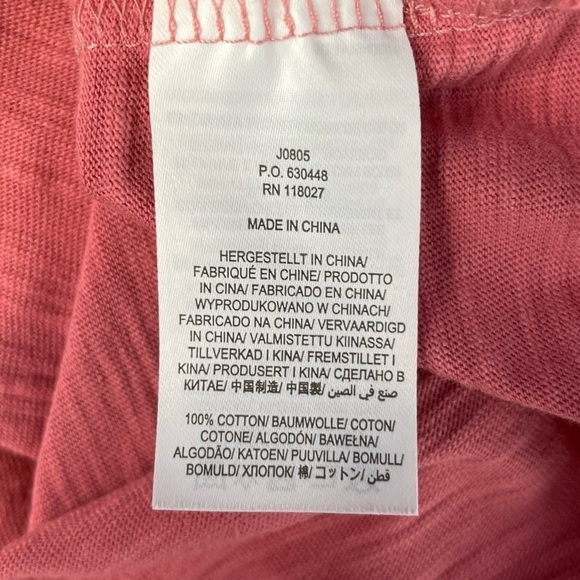 J0805
P.O. 630448
RN 118027
MADE IN CHINA
HERGESTELLT IN CHINA/
FABRIQUÉ EN CHINE/ PRODOTTO
IN CINA/ FABRICADO EN CHINA/
WYPRODUKOWANO W CHINACH/
FABRICADO NA CHINA/ VERVAARDIGD
IN CHINA/ VALMISTETTU KIINASSA/
TILLVERKAD I KINA/ FREMSTILLET I
KINA/ PRODUSERT I KINA/ СДЕЛАНО В
КИТАЕ/ 中国制造/ 中国製/ صنع في الصين
100% COTTON/ BAUMWOLLE/ COTON/
COTONE/ ALGODÓN/ BAWEŁNA/
ALGODÃO/ KATOEN/ PUUVILLA/ BOMULL/
BOMULD/ ХЛОПОК/ 棉/ コットン/ قطن